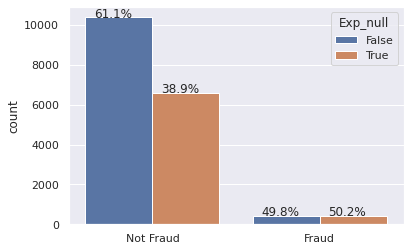 Exp_null
False
True
61.1%
38.9%
49.8%
50.2%
10000
8000
6000
4000
2000
0
count
Not Fraud
Fraud